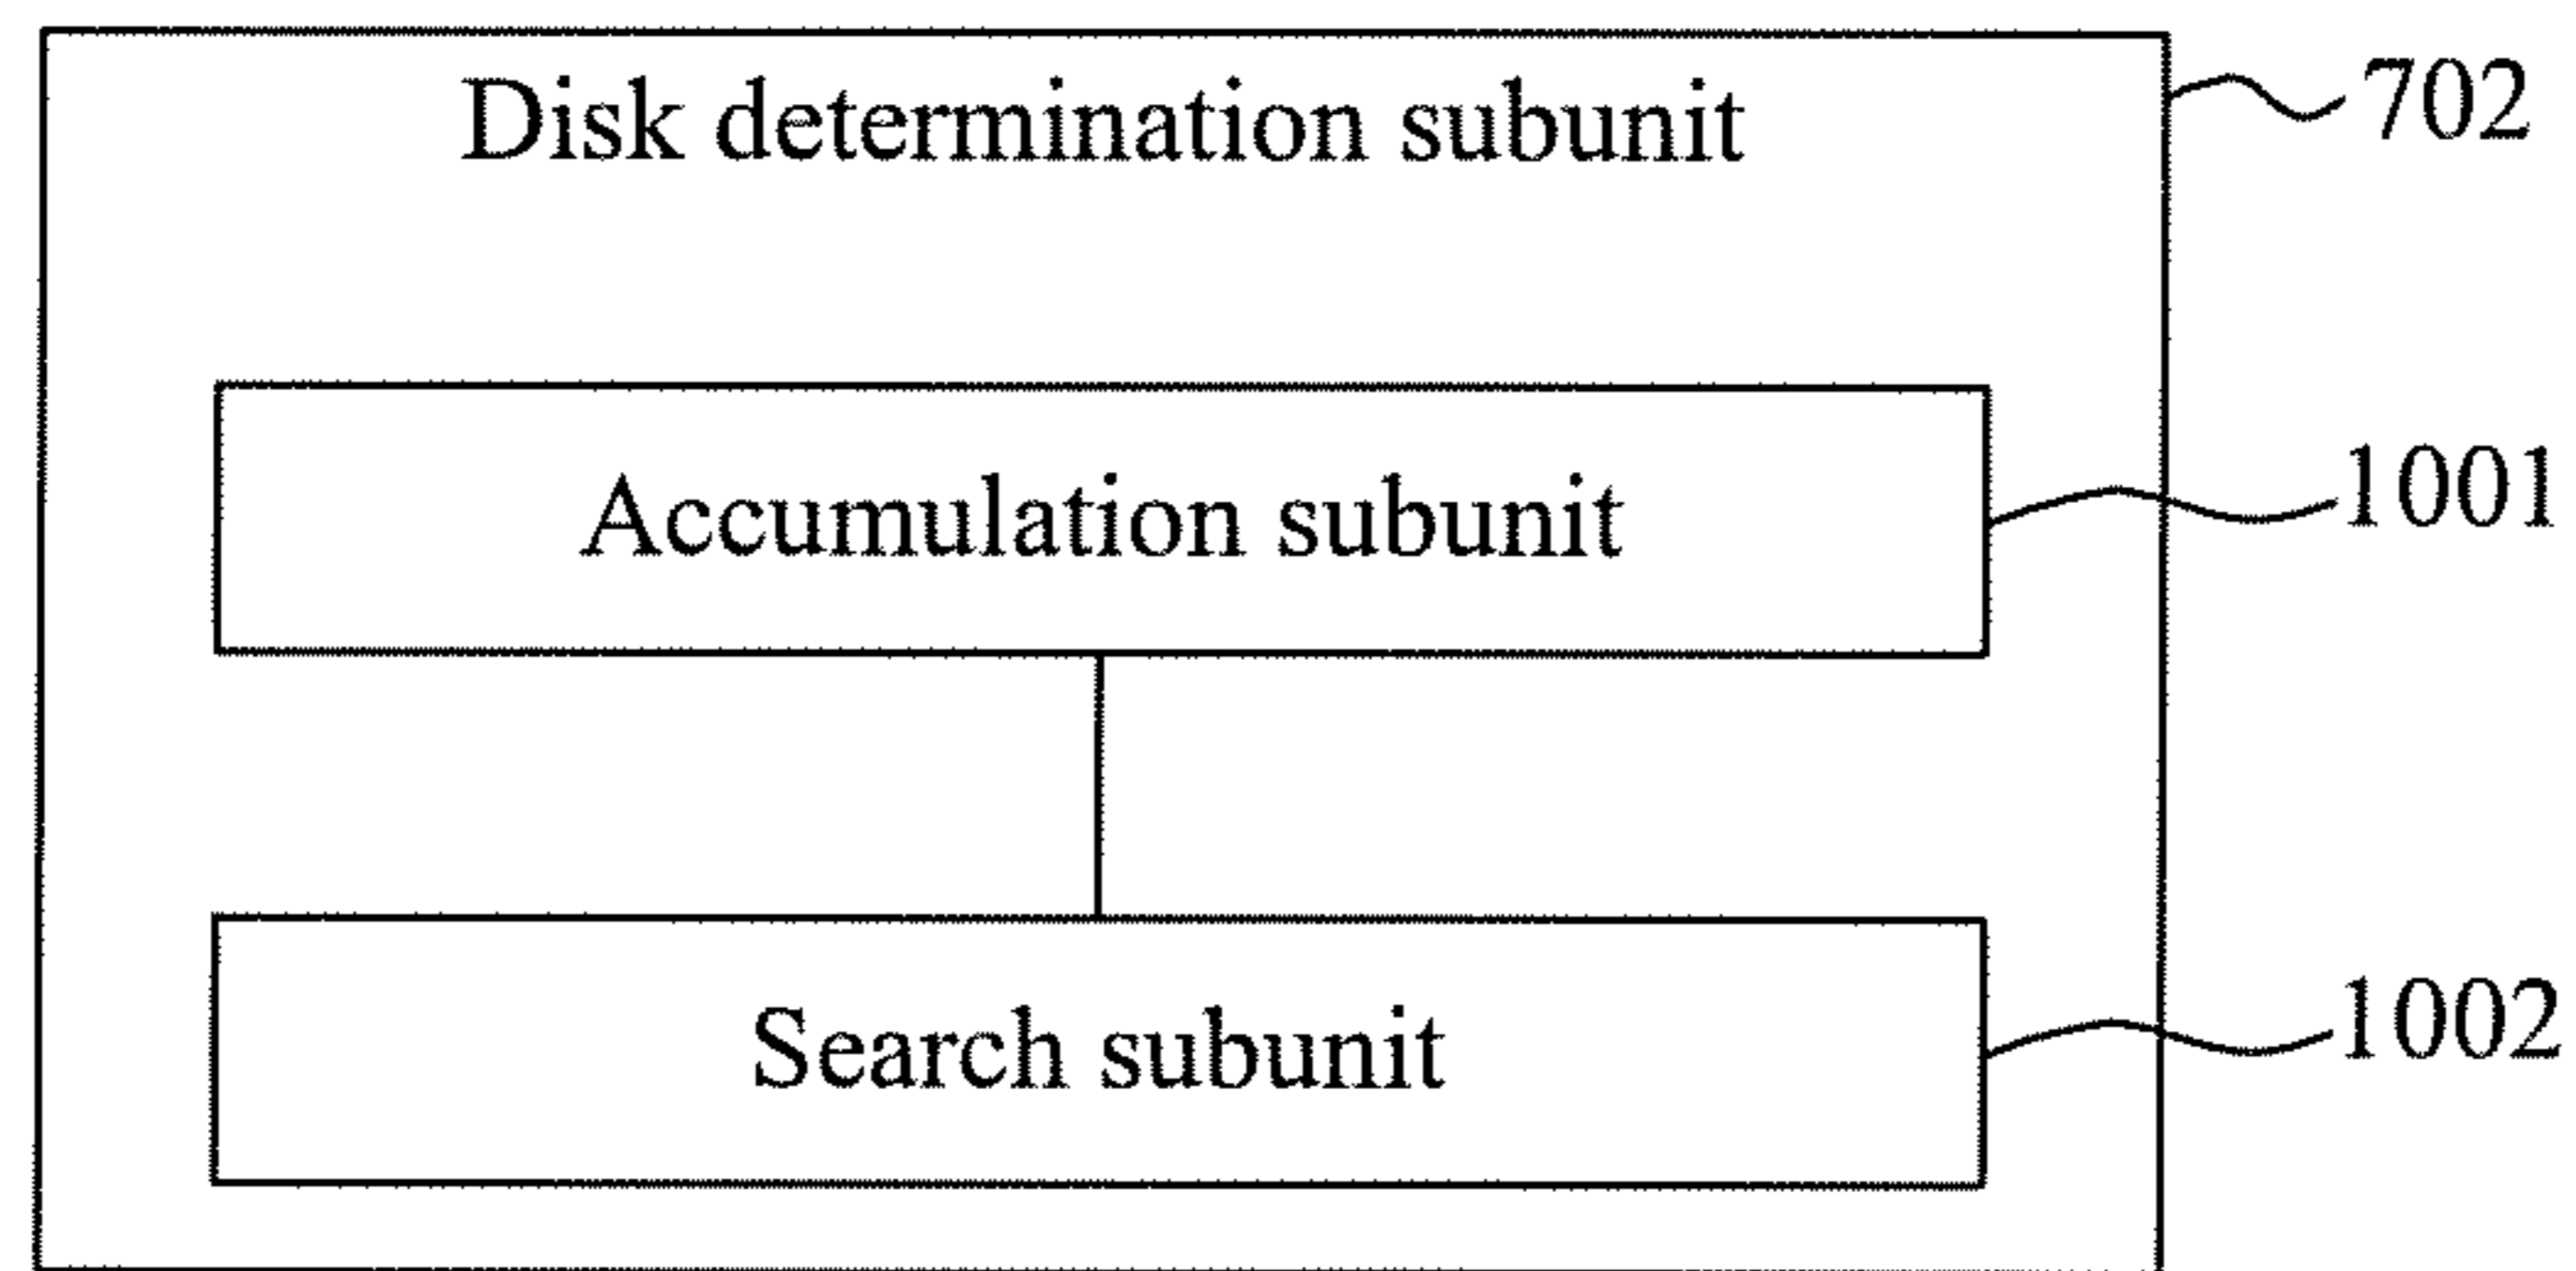 Disk determination subunit
702
Accumulation subunit
1001
Search subunit
1002